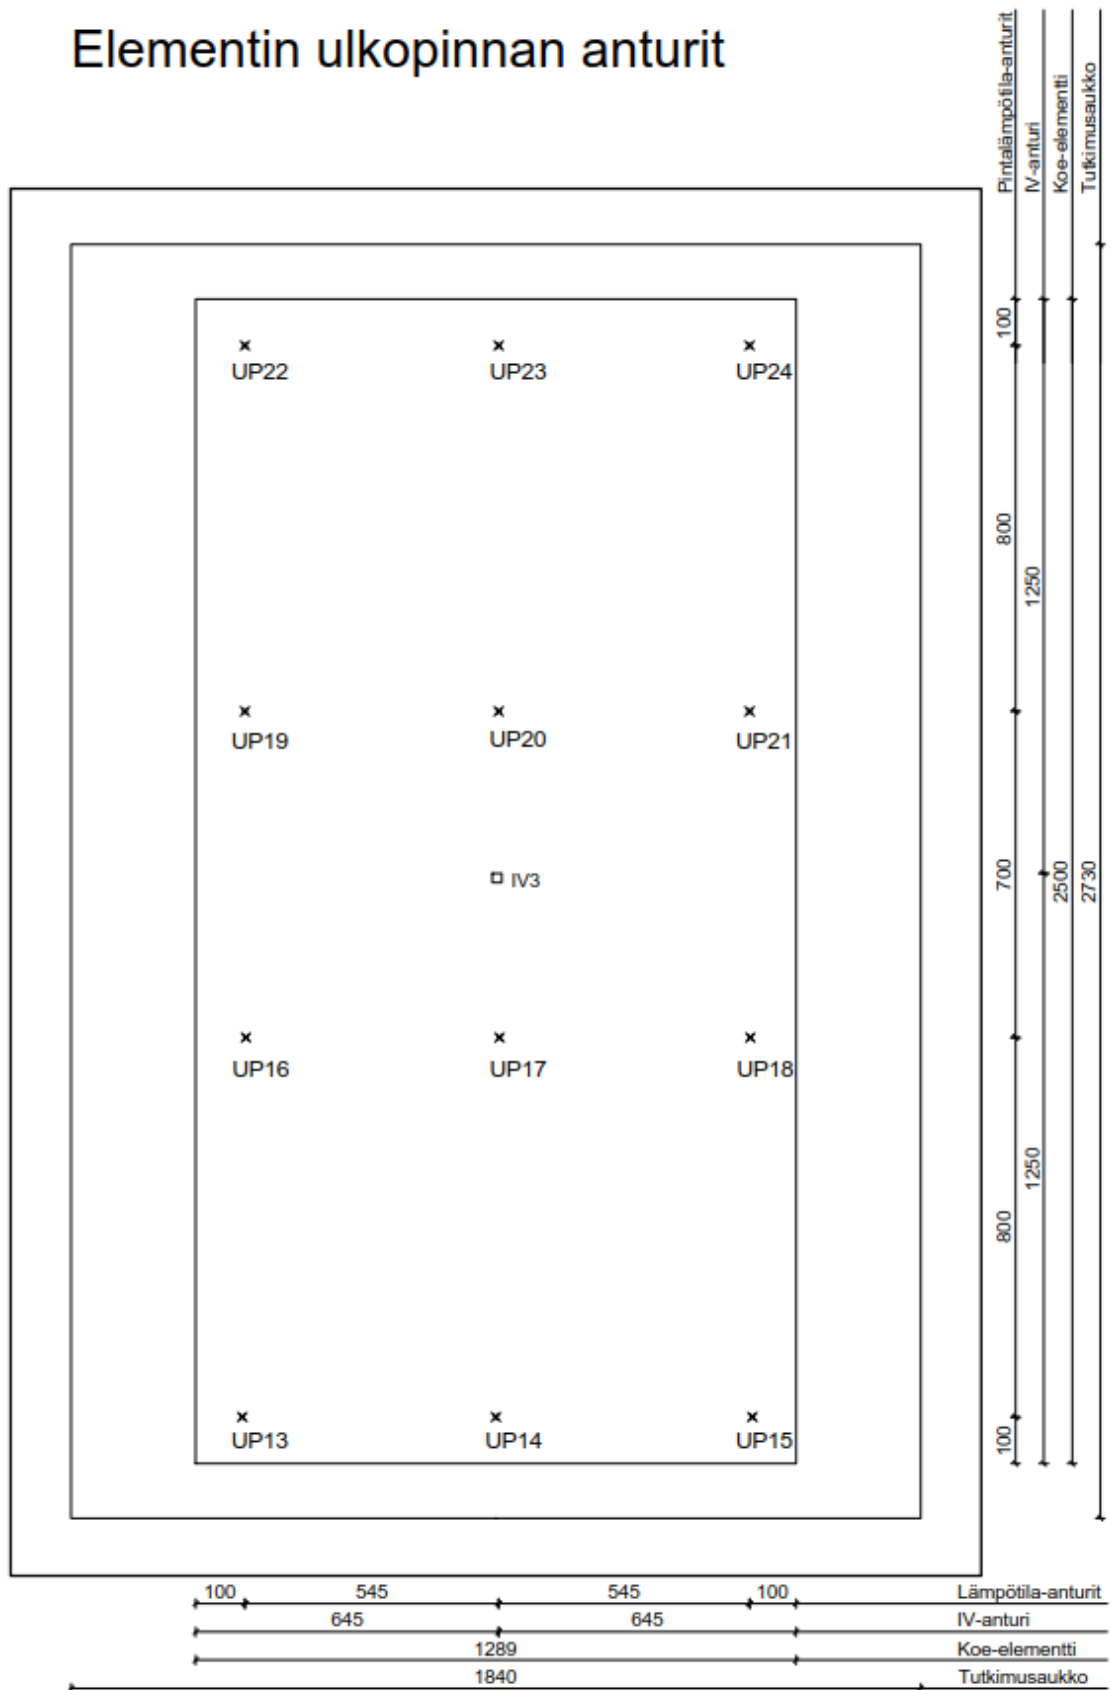 Elementin ulkopinnan anturit
Pintalämpötila-anturit
IV-anturi
Koe-elementti
Tutkimusaukko
100
UP22 UP23 UP24
800
1250
UP19 UP20 UP21
IV3
700
2500
2730
UP16 UP17 UP18
1250
800
UP13 UP14 UP15
100
100 545 545 100 Lämpötila-anturit
645 645 IV-anturi
1289 Koe-elementti
1840 Tutkimusaukko